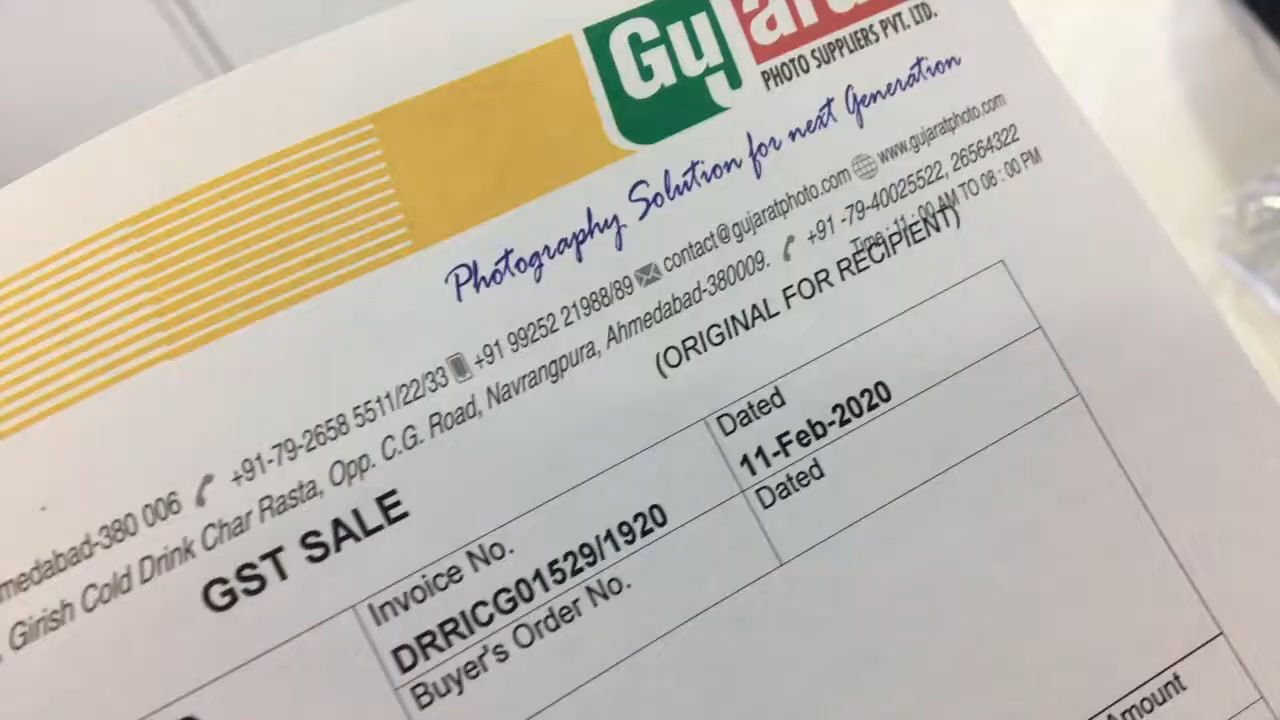 Guj
PHOTO SUPPLIERS PVT. LTD.
Photography Solution for next Generation
380 006 +91-79-2658 5511/22/33 +91 99252 21988/89 contact@gujaratphoto.com www.gujaratphoto.com
Girish Cold Drink Char Rasta, Opp. C.G. Road, Navrangpura, Ahmedabad-380009. +91 -79-40025522, 26564322
Time : 11 : 00 AM TO 08 : 00 PM
(ORIGINAL FOR RECIPIENT)
GST SALE
Invoice No.
DRRICG01529/1920
Dated
11-Feb-2020
Buyer's Order No.
Dated
Amount